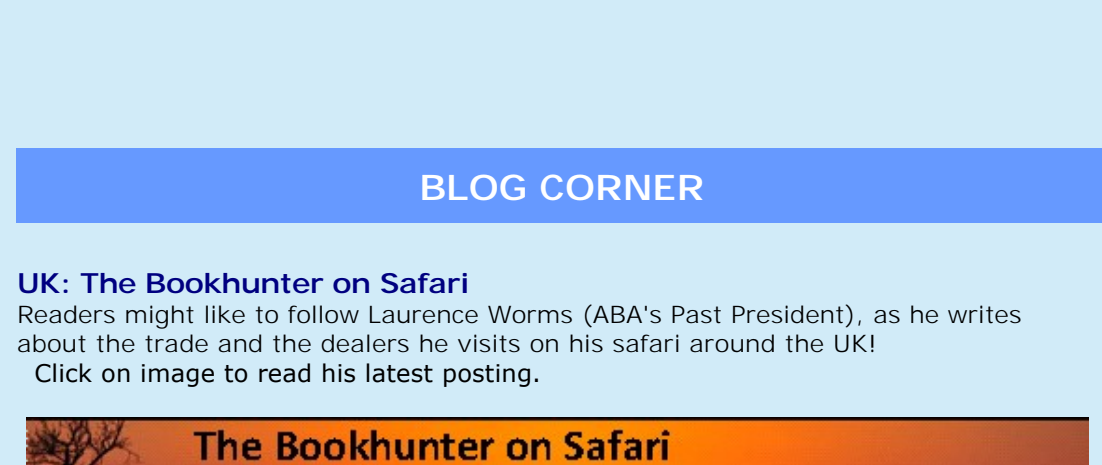 BLOG CORNER
UK: The Bookhunter on Safari
Readers might like to follow Laurence Worms (ABA's Past President), as he writes
about the trade and the dealers he visits on his safari around the UK!
Click on image to read his latest posting.
The Bookhunter on Safari